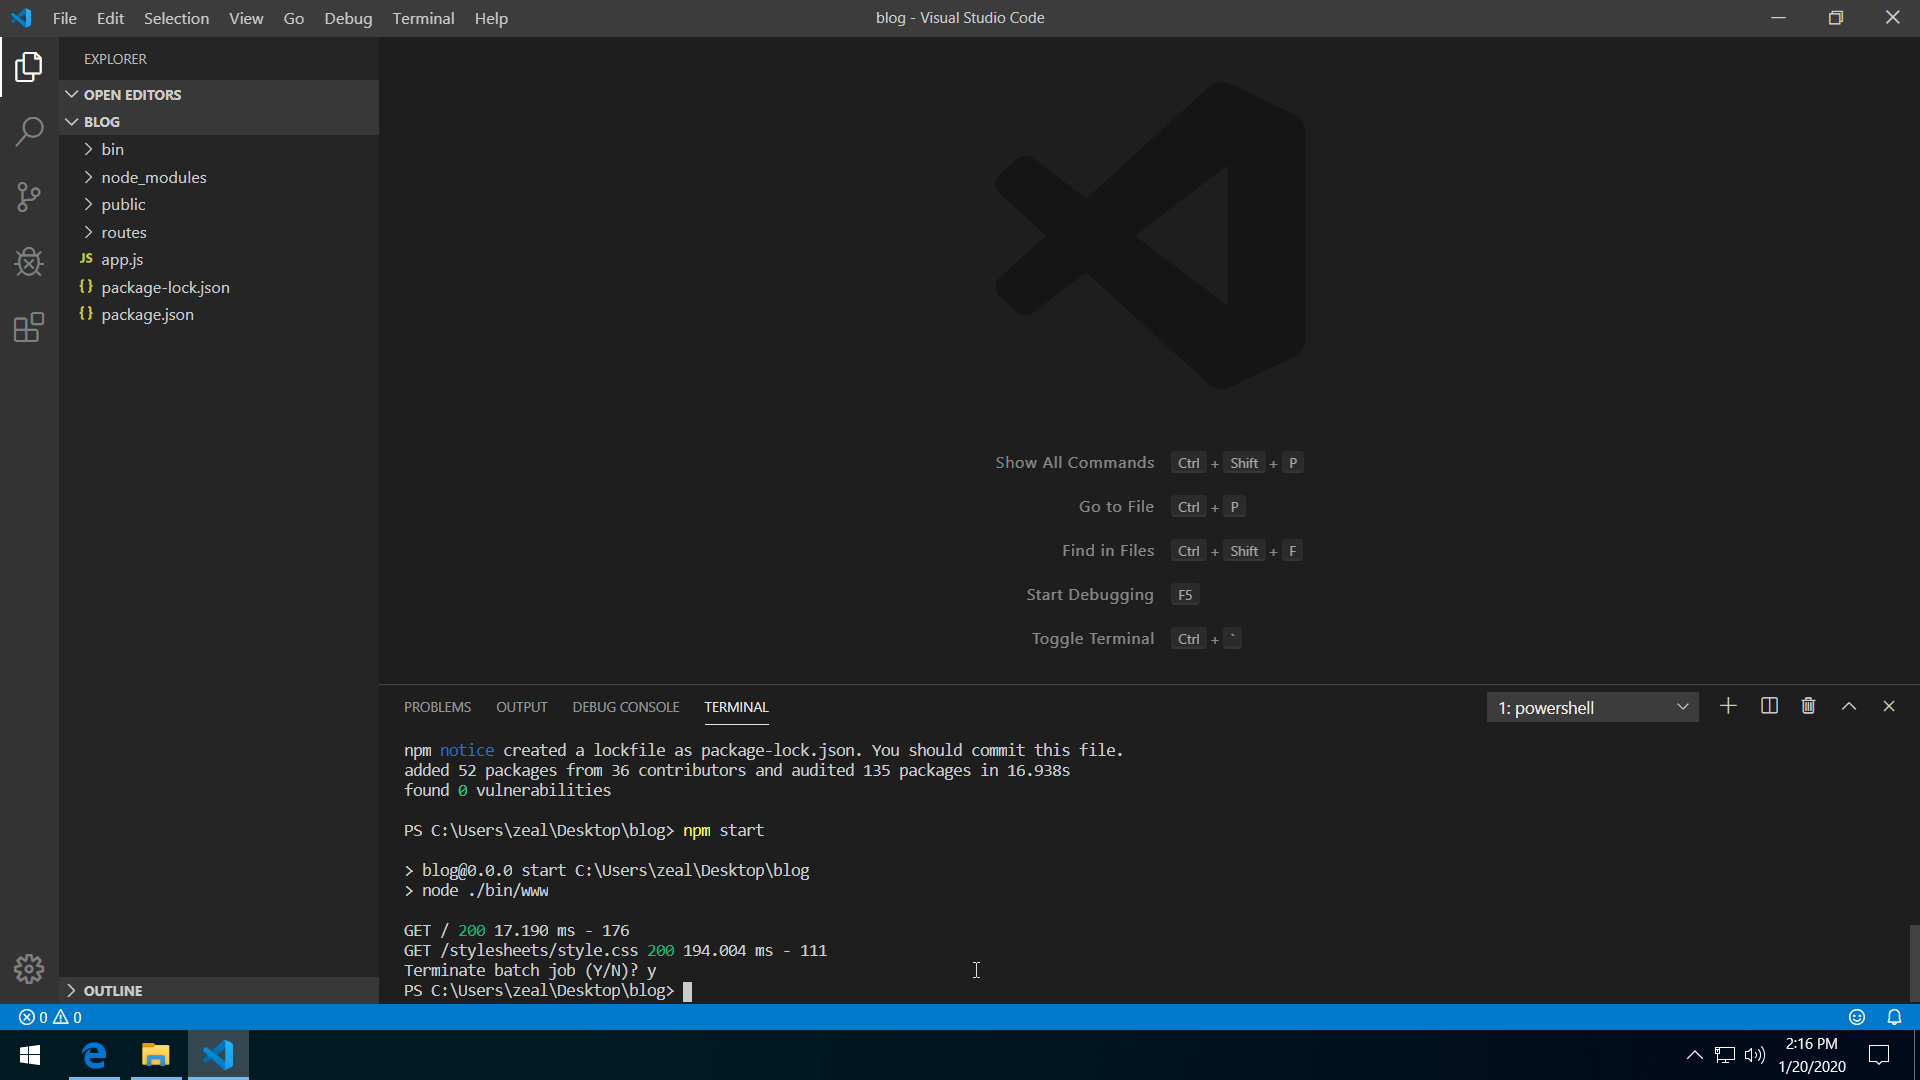 File Edit Selection View Go Debug Terminal Help
blog - Visual Studio Code
EXPLORER
OPEN EDITORS
BLOG
bin
node_modules
public
routes
JS app.js
{} package-lock.json
{} package.json
OUTLINE
Show All Commands Ctrl + Shift + P
Go to File Ctrl + P
Find in Files Ctrl + Shift + F
Start Debugging F5
Toggle Terminal Ctrl + `
PROBLEMS OUTPUT DEBUG CONSOLE TERMINAL
1: powershell
npm notice created a lockfile as package-lock.json. You should commit this file.
added 52 packages from 36 contributors and audited 135 packages in 16.938s
found 0 vulnerabilities
PS C:\Users\zeal\Desktop\blog> npm start
> blog@0.0.0 start C:\Users\zeal\Desktop\blog
> node ./bin/www
GET / 200 17.190 ms - 176
GET /stylesheets/style.css 200 194.004 ms - 111
Terminate batch job (Y/N)? y
PS C:\Users\zeal\Desktop\blog>
0 0
2:16 PM
1/20/2020